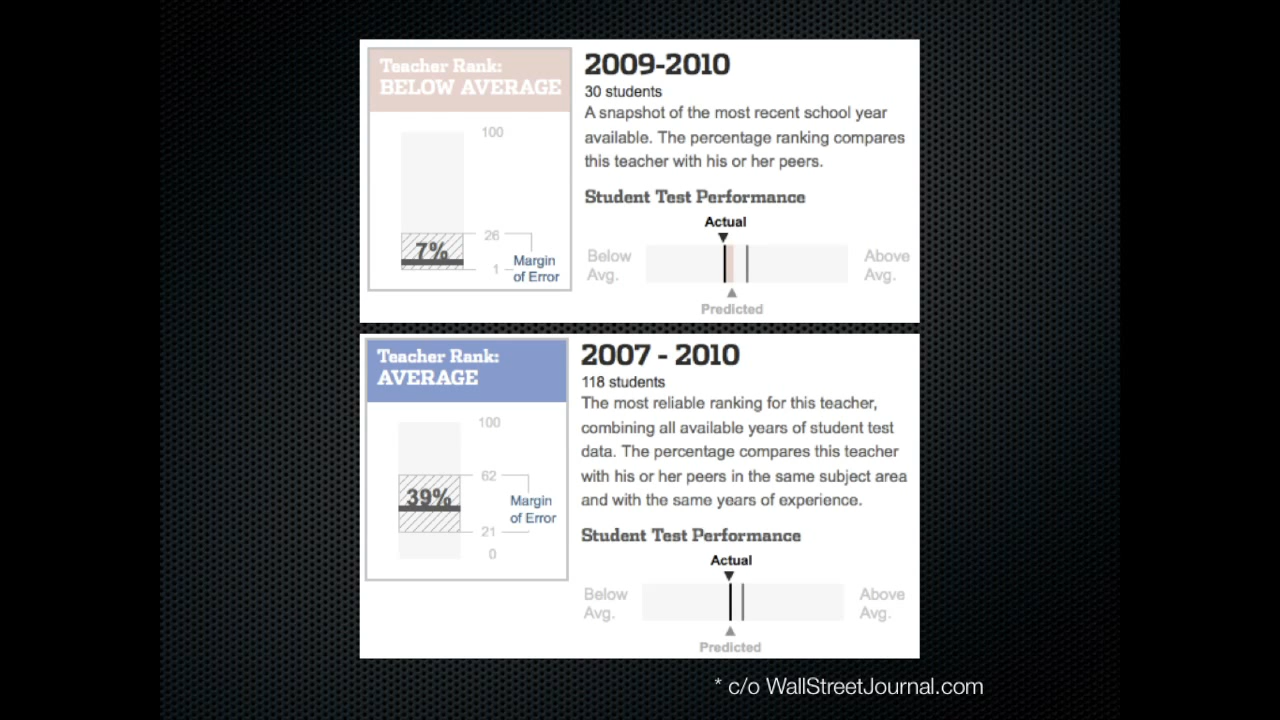 Teacher Rank:
BELOW AVERAGE
100
26
7%
1
Margin
of Error
2009-2010
30 students
A snapshot of the most recent school year
available. The percentage ranking compares
this teacher with his or her peers.
Student Test Performance
Actual
Below
Avg.
Above
Avg.
Predicted
Teacher Rank:
AVERAGE
100
62
39%
21
0
Margin
of Error
2007 - 2010
118 students
The most reliable ranking for this teacher,
combining all available years of student test
data. The percentage compares this teacher
with his or her peers in the same subject area
and with the same years of experience.
Student Test Performance
Actual
Below
Avg.
Above
Avg.
Predicted
* c/o WallStreetJournal.com